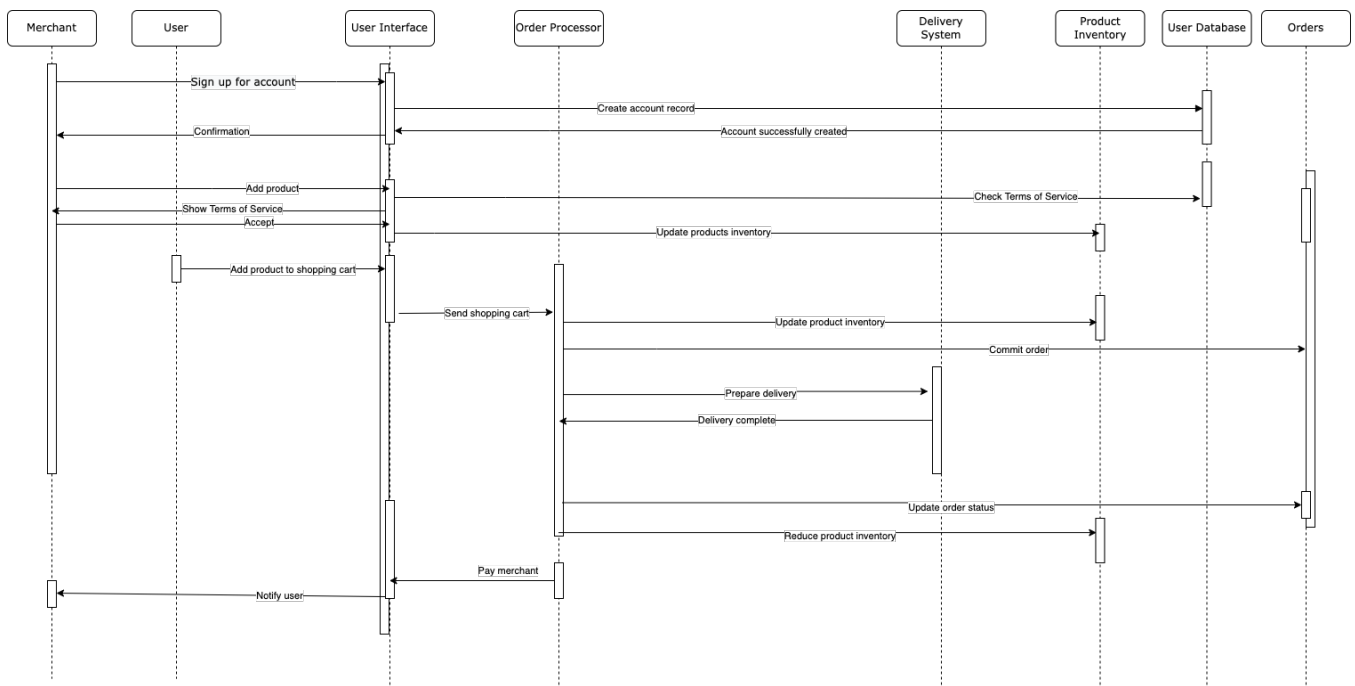 Merchant
User
User Interface
Order Processor
Delivery
System
Product
Inventory
User Database
Orders
Sign up for account
Create account record
Confirmation
Account successfully created
Add product
Check Terms of Service
Show Terms of Service
Accept
Update products inventory
Add product to shopping cart
Send shopping cart
Update product inventory
Commit order
Prepare delivery
Delivery complete
Update order status
Reduce product inventory
Pay merchant
Notify user